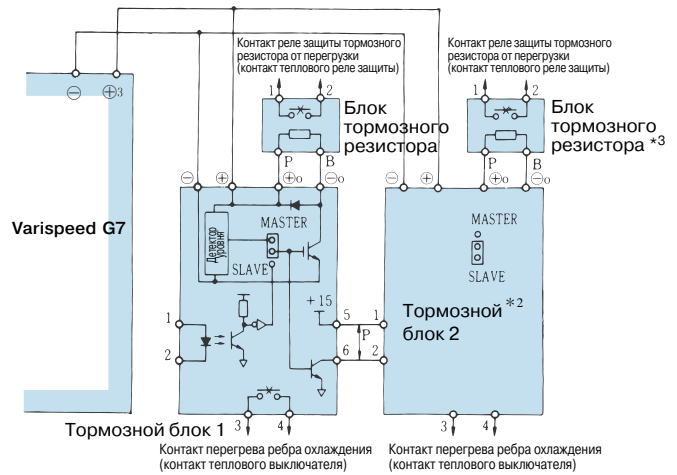 Контакт реле защиты тормозного
резистора от перегрузки
(контакт теплового реле защиты)
Контакт реле защиты тормозного
резистора от перегрузки
(контакт теплового реле защиты)
⊖ ⊕3
1 2
Блок
тормозного
резистора
1 2
Блок
тормозного
резистора *3
P B
P B
⊖ ⊕ ⊕o ⊖o
⊖ ⊕ ⊕o ⊖o
Varispeed G7
Детектор
уровня
MASTER
SLAVE
MASTER
SLAVE
+15
1
2
5
6
P
1
2
Тормозной *2
блок 2
Тормозной блок 1
3 4
3 4
Контакт перегрева ребра охлаждения
(контакт теплового выключателя)
Контакт перегрева ребра охлаждения
(контакт теплового выключателя)